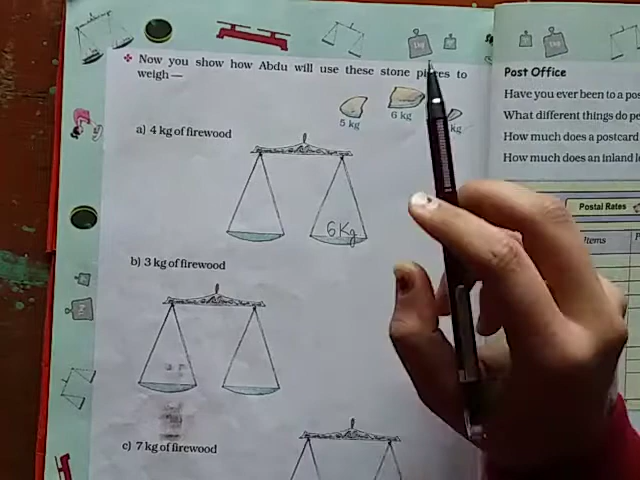 Now you show how Abdu will use these stone pieces to
weigh —
5 kg
6 kg
kg
a) 4 kg of firewood
6Kg
b) 3 kg of firewood
c) 7 kg of firewood
Post Office
Have you ever been to a pos
What different things do pe
How much does a postcard
How much does an inland l
Postal Rates
Items